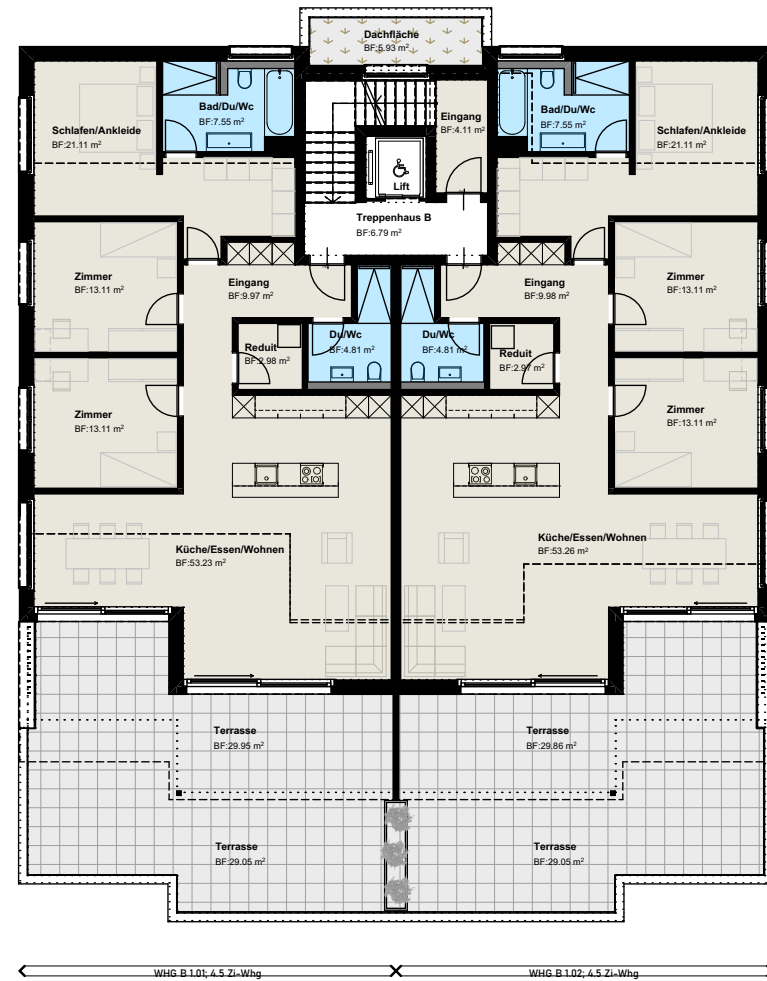 Dachfläche
BF:5.93 m²
Bad/Du/Wc
BF:7.55 m²
Eingang
BF:4.11 m²
Bad/Du/Wc
BF:7.55 m²
Schlafen/Ankleide
BF:21.11 m²
Schlafen/Ankleide
BF:21.11 m²
Lift
Treppenhaus B
BF:6.79 m²
Zimmer
BF:13.11 m²
Eingang
BF:9.97 m²
Eingang
BF:9.98 m²
Zimmer
BF:13.11 m²
Reduit
BF:2.98 m²
Du/Wc
BF:4.81 m²
Du/Wc
BF:4.81 m²
Reduit
BF:2.97 m²
Zimmer
BF:13.11 m²
Zimmer
BF:13.11 m²
Küche/Essen/Wohnen
BF:53.23 m²
Küche/Essen/Wohnen
BF:53.26 m²
Terrasse
BF:29.95 m²
Terrasse
BF:29.86 m²
Terrasse
BF:29.05 m²
Terrasse
BF:29.05 m²
WHG B 1.01; 4.5 Zi-Whg
WHG B 1.02; 4.5 Zi-Whg